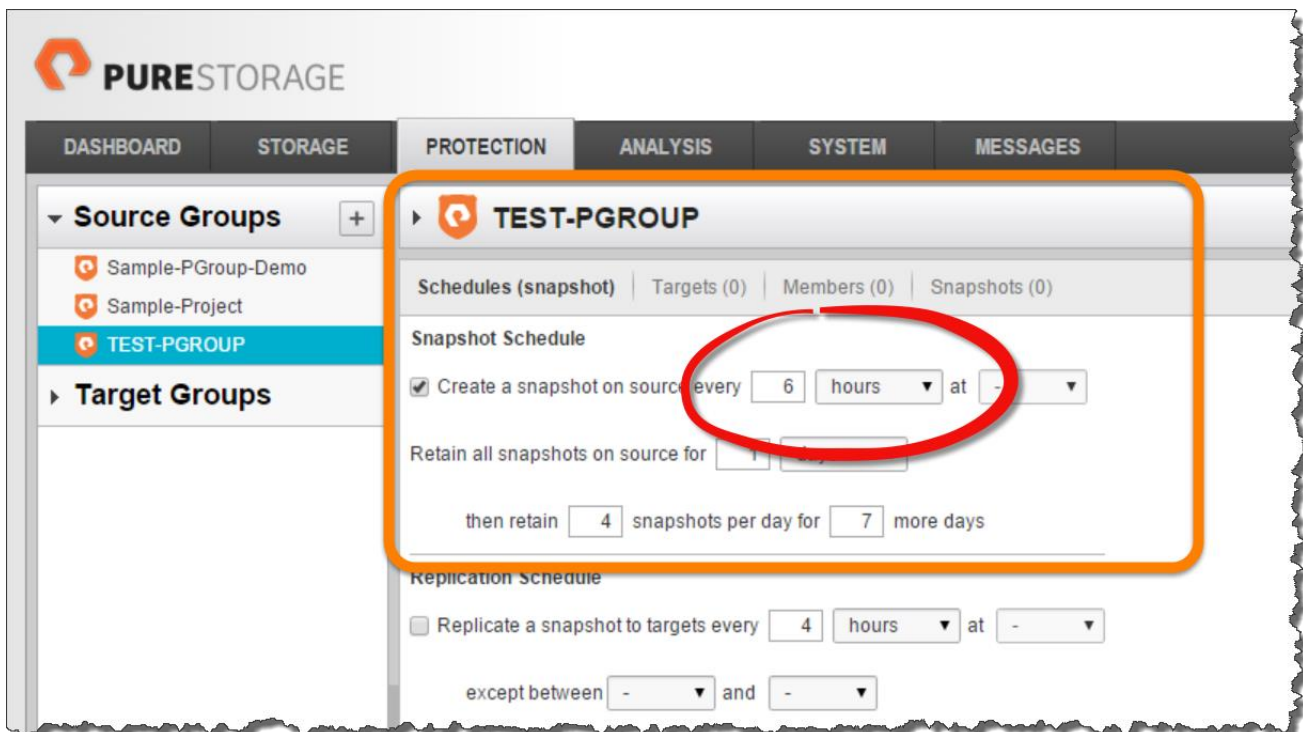 PURESTORAGE
DASHBOARD STORAGE PROTECTION ANALYSIS SYSTEM MESSAGES
Source Groups +
Sample-PGroup-Demo
Sample-Project
TEST-PGROUP
Target Groups
TEST-PGROUP
Schedules (snapshot) Targets (0) Members (0) Snapshots (0)
Snapshot Schedule
Create a snapshot on source every 6 hours at -
Retain all snapshots on source for 1
then retain 4 snapshots per day for 7 more days
Replication Schedule
Replicate a snapshot to targets every 4 hours at -
except between - and -